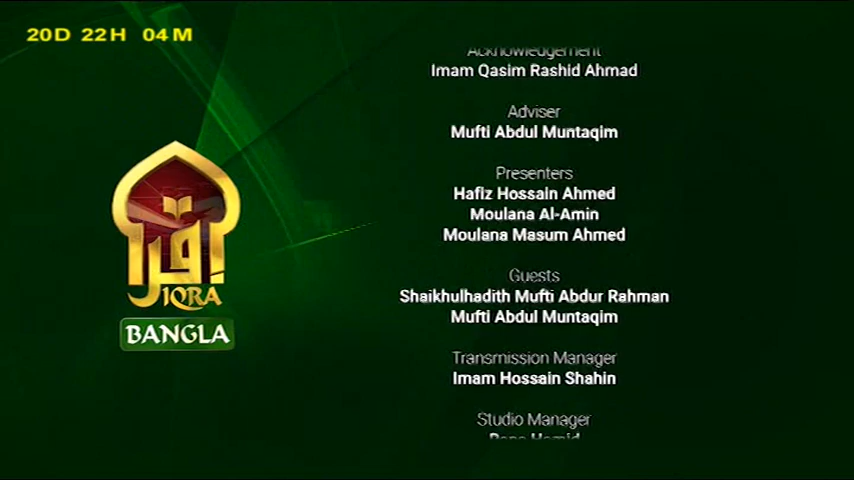 20D 22H 04M
Acknowledgement
Imam Qasim Rashid Ahmad
Adviser
Mufti Abdul Muntaqim
Presenters
Hafiz Hossain Ahmed
Moulana Al-Amin
Moulana Masum Ahmed
Guests
Shaikhulhadith Mufti Abdur Rahman
Mufti Abdul Muntaqim
Transmission Manager
Imam Hossain Shahin
Studio Manager
اقرأ
IQRA
BANGLA